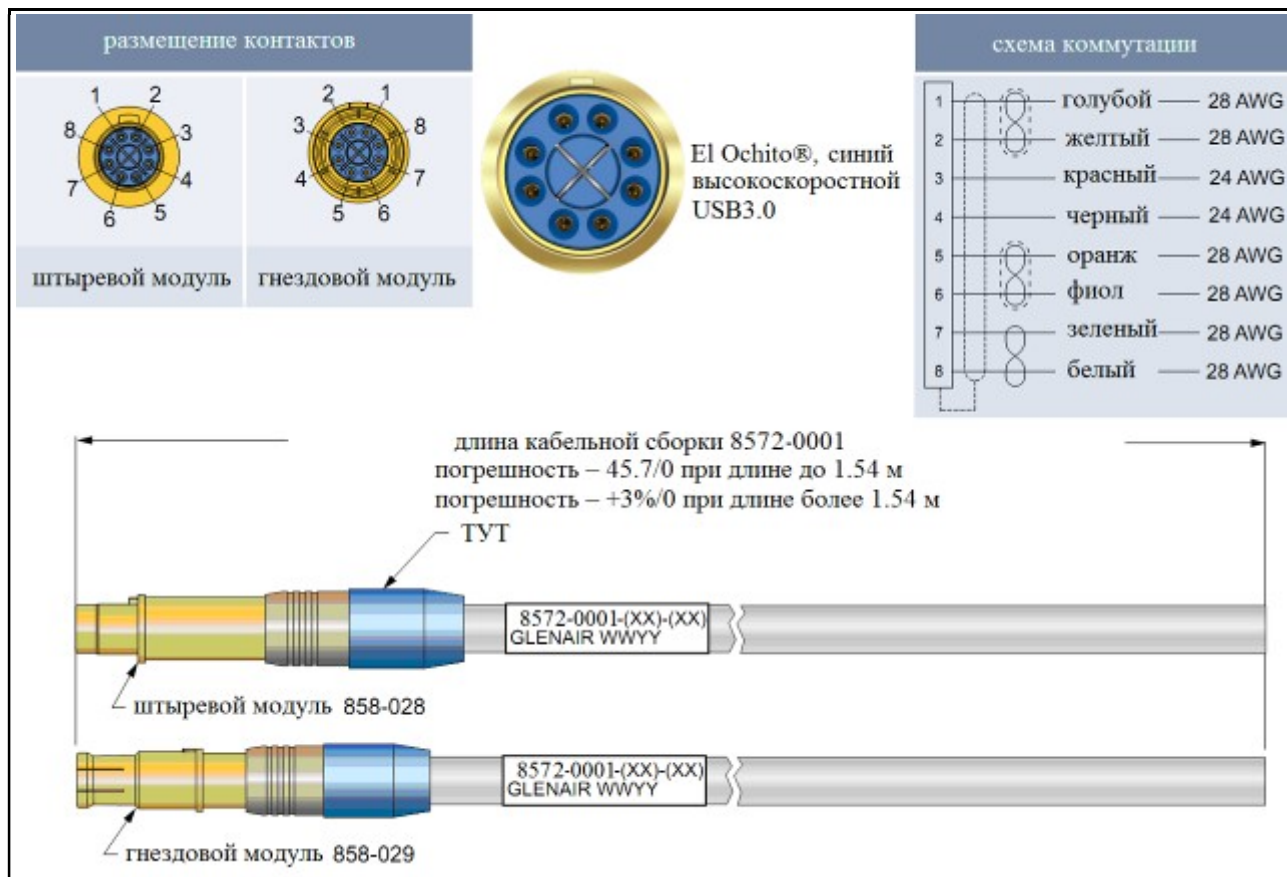 размещение контактов
1
2
8
3
7
4
6
5
штыревой модуль
2
1
3
8
4
7
5
6
гнездовой модуль
El Ochito®, синий
высокоскоростной
USB3.0
схема коммутации
1 голубой 28 AWG
2 желтый 28 AWG
3 красный 24 AWG
4 черный 24 AWG
5 оранж 28 AWG
6 фиол 28 AWG
7 зеленый 28 AWG
8 белый 28 AWG
длина кабельной сборки 8572-0001
погрешность – 45.7/0 при длине до 1.54 м
погрешность – +3%/0 при длине более 1.54 м
ТУТ
8572-0001-(XX)-(XX)
GLENAIR WWYY
штыревой модуль 858-028
8572-0001-(XX)-(XX)
GLENAIR WWYY
гнездовой модуль 858-029